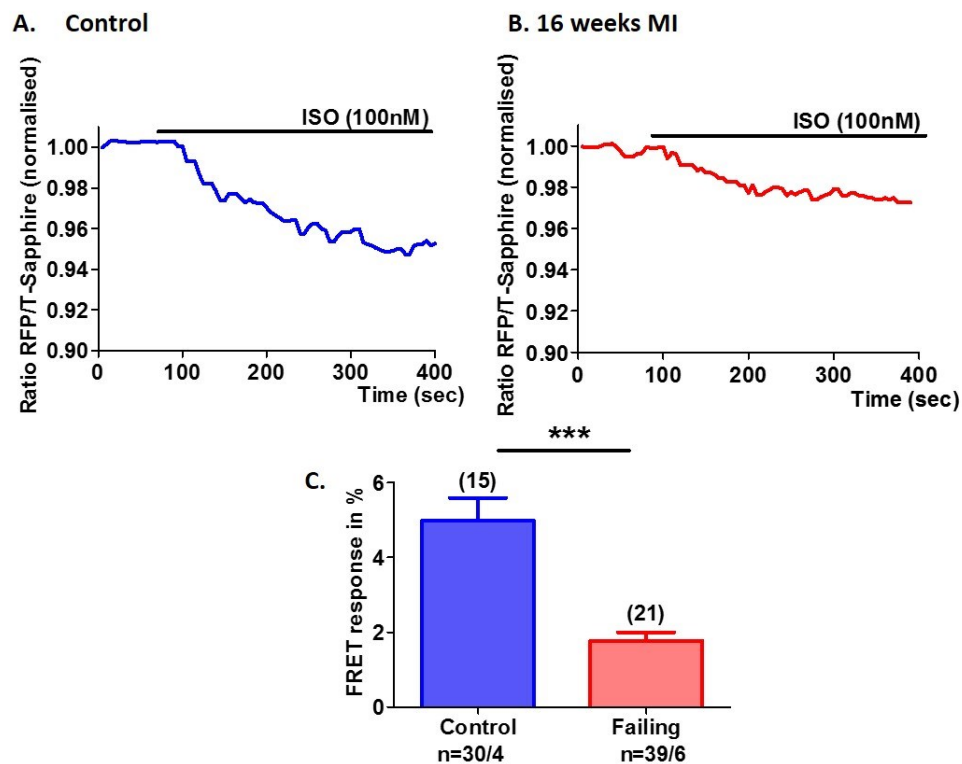 A. Control
Ratio RFP/T-Sapphire (normalised)
ISO (100nM)
1.00
0.98
0.96
0.94
0.92
0.90
0 100 200 300 400
Time (sec)
B. 16 weeks MI
Ratio RFP/T-Sapphire (normalised)
ISO (100nM)
1.00
0.98
0.96
0.94
0.92
0.90
0 100 200 300 400
Time (sec)
C.
***
FRET response in %
6
4
2
0
(15)
(21)
Control Failing
n=30/4 n=39/6